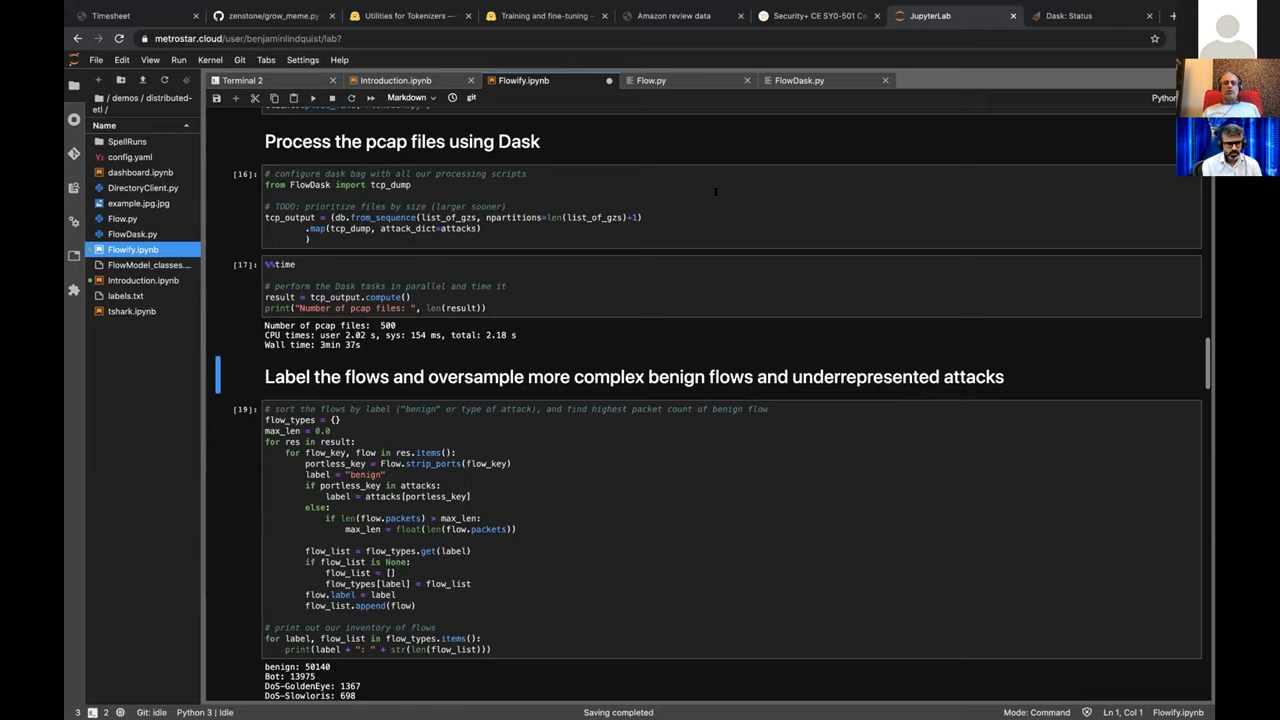 Timesheet
zenstone/grow_meme.py
Utilities for Tokenizers —
Training and fine-tuning —
Amazon review data
Security+ CE SY0-501 Ce
JupyterLab
Dask: Status
metrostar.cloud/user/benjaminlindquist/lab?
File Edit View Run Kernel Git Tabs Settings Help
Terminal 2
Introduction.ipynb
Flowify.ipynb
Flow.py
FlowDask.py
Markdown
git
Python
/ demos / distributed-
etl /
Name
SpellRuns
config.yaml
dashboard.ipynb
DirectoryClient.py
example.jpg.jpg
Flow.py
FlowDask.py
Flowify.ipynb
FlowModel_classes....
Introduction.ipynb
labels.txt
tshark.ipynb
Process the pcap files using Dask
[16]: # configure dask bag with all our processing scripts
from FlowDask import tcp_dump
# TODO: prioritize files by size (larger sooner)
tcp_output = (db.from_sequence(list_of_gzs, npartitions=len(list_of_gzs)+1)
.map(tcp_dump, attack_dict=attacks)
)
[17]: %%time
# perform the Dask tasks in parallel and time it
result = tcp_output.compute()
print("Number of pcap files: ", len(result))
Number of pcap files:  500
CPU times: user 2.02 s, sys: 154 ms, total: 2.18 s
Wall time: 3min 37s
Label the flows and oversample more complex benign flows and underrepresented attacks
[19]: # sort the flows by label ("benign" or type of attack), and find highest packet count of benign flow
flow_types = {}
max_len = 0.0
for res in result:
for flow_key, flow in res.items():
portless_key = Flow.strip_ports(flow_key)
label = "benign"
if portless_key in attacks:
label = attacks[portless_key]
else:
if len(flow.packets) > max_len:
max_len = float(len(flow.packets))
flow_list = flow_types.get(label)
if flow_list is None:
flow_list = []
flow_types[label] = flow_list
flow.label = label
flow_list.append(flow)
# print out our inventory of flows
for label, flow_list in flow_types.items():
print(label + ": " + str(len(flow_list)))
benign: 50140
Bot: 13975
DoS-GoldenEye: 1367
DoS-Slowloris: 698
3 2 Git: idle Python 3 | Idle
Saving completed
Mode: Command Ln 1, Col 1 Flowify.ipynb